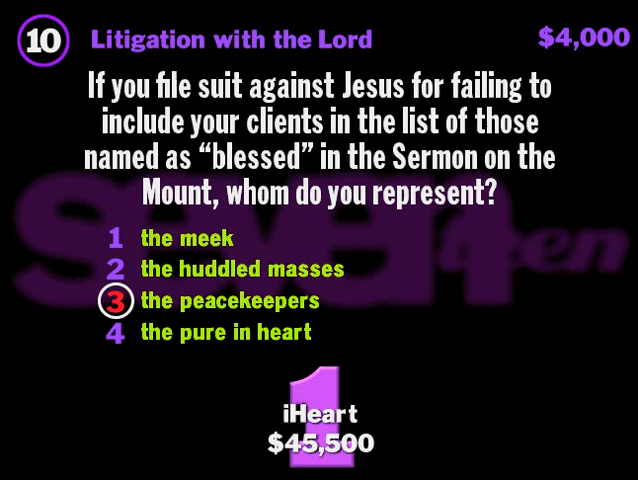 10 Litigation with the Lord $4,000
If you file suit against Jesus for failing to
include your clients in the list of those
named as “blessed” in the Sermon on the
Mount, whom do you represent?
seventeen
1 the meek
2 the huddled masses
3 the peacekeepers
4 the pure in heart
1
iHeart
$45,500